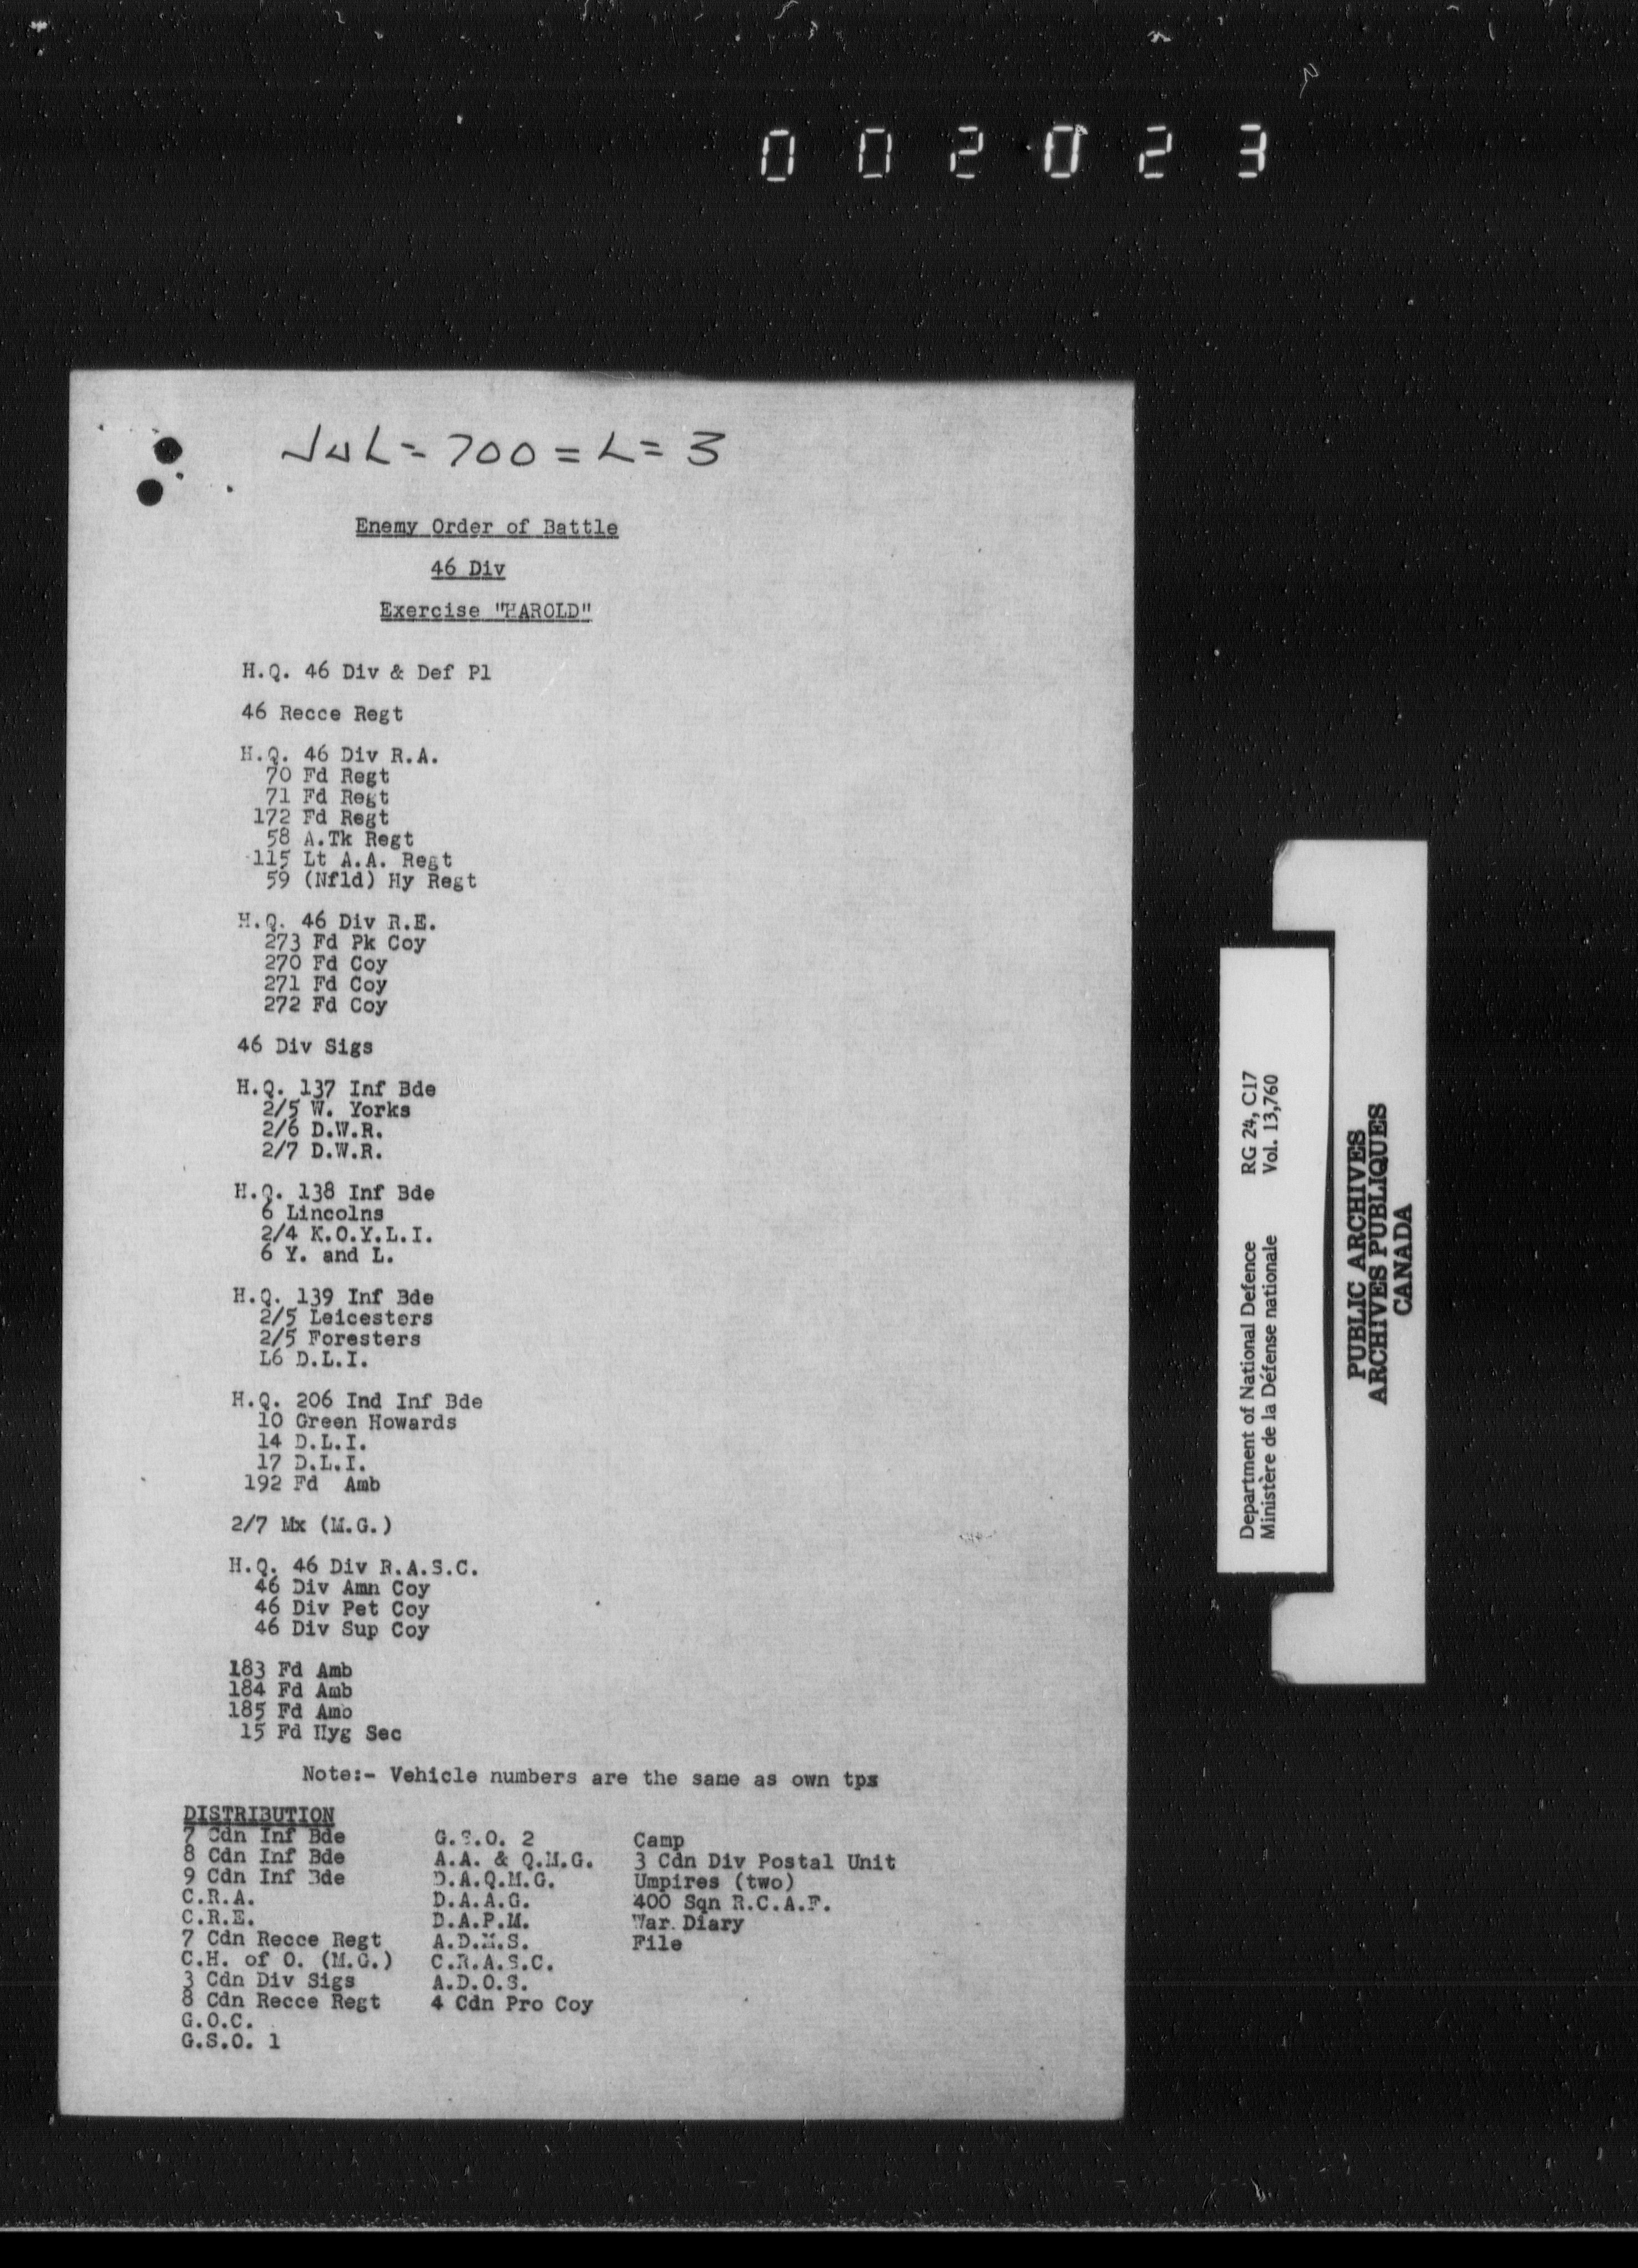 002023
JUL = 700 = L = 3
Enemy Order of Battle
46 Div
Exercise "HAROLD"
H.Q. 46 Div & Def Pl
46 Recce Regt
H.Q. 46 Div R.A.
70 Fd Regt
71 Fd Regt
172 Fd Regt
58 A.Tk Regt
115 Lt A.A. Regt
59 (Nfld) Hy Regt
H.Q. 46 Div R.E.
273 Fd Pk Coy
270 Fd Coy
271 Fd Coy
272 Fd Coy
46 Div Sigs
H.Q. 137 Inf Bde
2/5 W. Yorks
2/6 D.W.R.
2/7 D.W.R.
H.Q. 138 Inf Bde
6 Lincolns
2/4 K.O.Y.L.I.
6 Y. and L.
H.Q. 139 Inf Bde
2/5 Leicesters
2/5 Foresters
L6 D.L.I.
H.Q. 206 Ind Inf Bde
10 Green Howards
14 D.L.I.
17 D.L.I.
192 Fd Amb
2/7 Mx (M.G.)
H.Q. 46 Div R.A.S.C.
46 Div Amn Coy
46 Div Pet Coy
46 Div Sup Coy
183 Fd Amb
184 Fd Amb
185 Fd Amb
15 Fd Hyg Sec
Note:- Vehicle numbers are the same as own tps
DISTRIBUTION
7 Cdn Inf Bde
8 Cdn Inf Bde
9 Cdn Inf Bde
C.R.A.
C.R.E.
7 Cdn Recce Regt
C.H. of O. (M.G.)
3 Cdn Div Sigs
8 Cdn Recce Regt
G.O.C.
G.S.O. 1
G.S.O. 2
A.A. & Q.M.G.
D.A.Q.M.G.
D.A.A.G.
D.A.P.M.
A.D.M.S.
C.R.A.S.C.
A.D.O.S.
4 Cdn Pro Coy
Camp
3 Cdn Div Postal Unit
Umpires (two)
400 Sqn R.C.A.F.
War Diary
File
Department of National Defence RG 24, C17
Ministère de la Défense nationale Vol. 13,760
PUBLIC ARCHIVES
ARCHIVES PUBLIQUES
CANADA